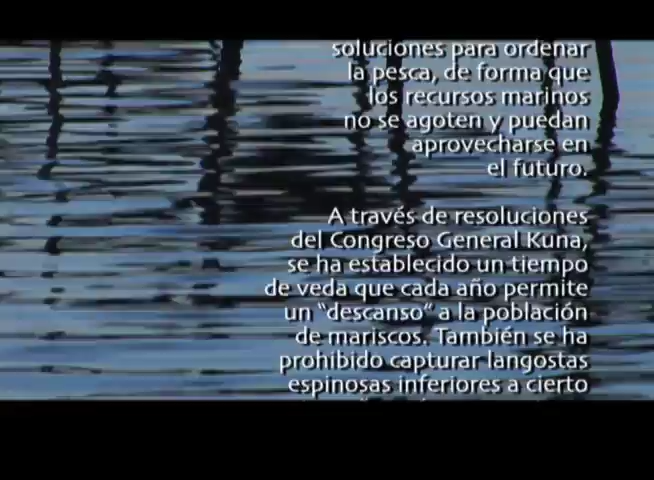 soluciones para ordenar
la pesca, de forma que
los recursos marinos
no se agoten y puedan
aprovecharse en
el futuro.
A través de resoluciones
del Congreso General Kuna,
se ha establecido un tiempo
de veda que cada año permite
un "descanso" a la población
de mariscos. También se ha
prohibido capturar langostas
espinosas inferiores a cierto